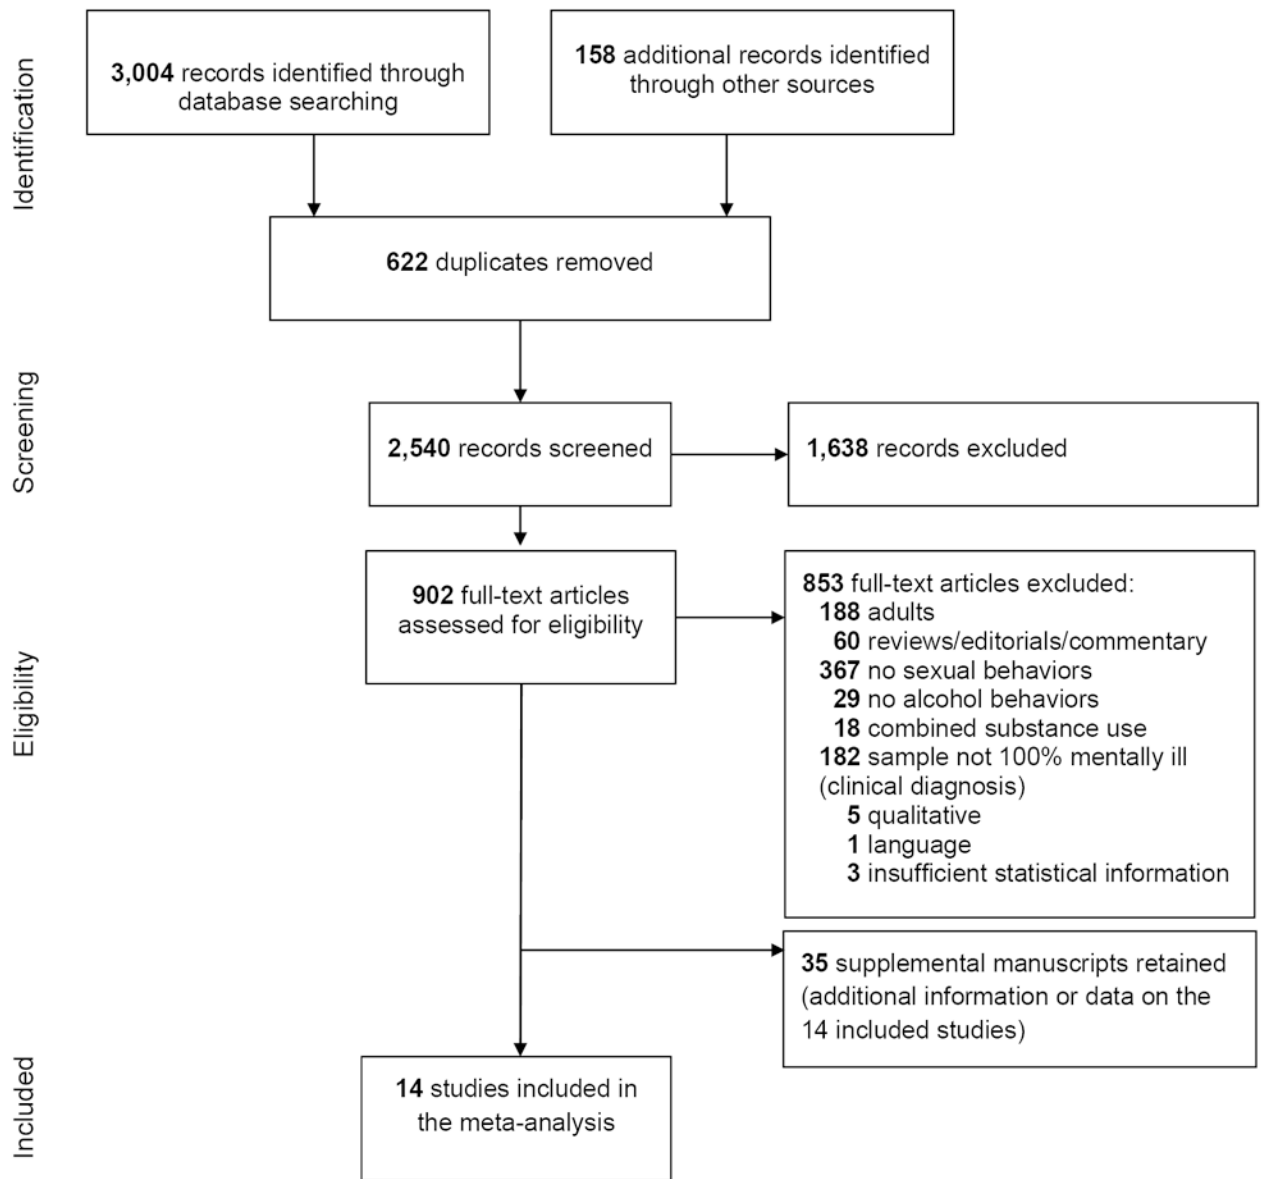 Identification
3,004 records identified through
database searching
158 additional records identified
through other sources
622 duplicates removed
Screening
2,540 records screened
1,638 records excluded
Eligibility
902 full-text articles
assessed for eligibility
853 full-text articles excluded:
188 adults
60 reviews/editorials/commentary
367 no sexual behaviors
29 no alcohol behaviors
18 combined substance use
182 sample not 100% mentally ill
(clinical diagnosis)
5 qualitative
1 language
3 insufficient statistical information
35 supplemental manuscripts retained
(additional information or data on the
14 included studies)
Included
14 studies included in
the meta-analysis